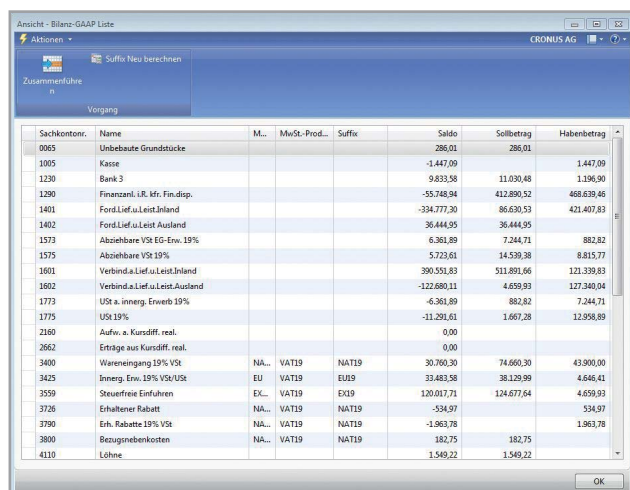 Ansicht - Bilanz-GAAP Liste
Aktionen
CRONUS AG
Zusammenführe
n
Suffix Neu berechnen
Vorgang
Sachkontonr. Name M... MwSt.-Prod... Suffix Saldo Sollbetrag Habenbetrag
0065 Unbebaute Grundstücke 286,01 286,01
1005 Kasse -1.447,09 1.447,09
1230 Bank 3 9.833,58 11.030,48 1.196,90
1290 Finanzanl. i.R. kfr. Fin.disp. -55.748,94 412.890,52 468.639,46
1401 Ford.Lief.u.Leist.Inland -334.777,30 86.630,53 421.407,83
1402 Ford.Lief.u.Leist Ausland 36.444,95 36.444,95
1573 Abziehbare VSt EG-Erw. 19% 6.361,89 7.244,71 882,82
1575 Abziehbare VSt 19% 5.723,61 14.539,38 8.815,77
1601 Verbind.a.Lief.u.Leist.Inland 390.551,83 511.891,66 121.339,83
1602 Verbind.a.Lief.u.Leist.Ausland -122.680,11 4.659,93 127.340,04
1773 USt a. innerg. Erwerb 19% -6.361,89 882,82 7.244,71
1775 USt 19% -11.291,61 1.667,28 12.958,89
2160 Aufw. a. Kursdiff. real. 0,00
2662 Erträge aus Kursdiff. real. 0,00
3400 Wareneingang 19% VSt NA... VAT19 NAT19 30.760,30 74.660,30 43.900,00
3425 Innerg. Erw. 19% VSt/USt EU VAT19 EU19 33.483,58 38.129,99 4.646,41
3559 Steuerfreie Einfuhren EX... VAT19 EX19 120.017,71 124.677,64 4.659,93
3726 Erhaltener Rabatt NA... VAT19 NAT19 -534,97 534,97
3790 Erh. Rabatte 19% VSt NA... VAT19 NAT19 -1.963,78 1.963,78
3800 Bezugsnebenkosten NA... VAT19 NAT19 182,75 182,75
4110 Löhne 1.549,22 1.549,22
OK